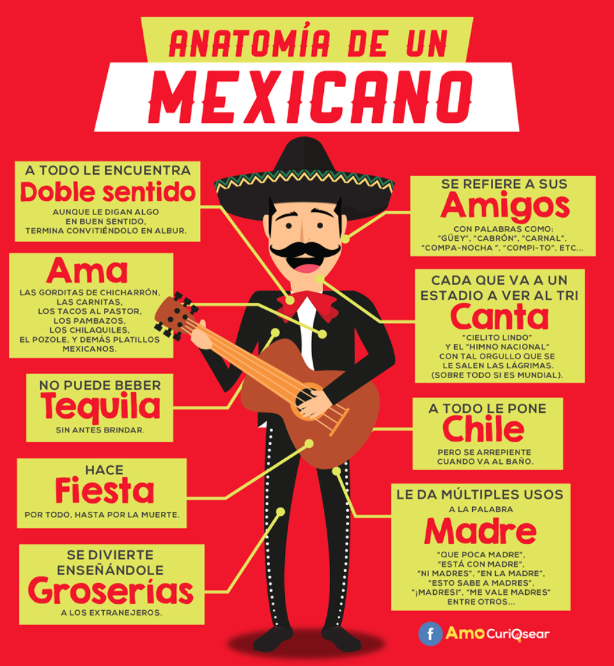 ANATOMÍA DE UN
MEXICANO
A TODO LE ENCUENTRA
Doble sentido
AUNQUE LE DIGAN ALGO
EN BUEN SENTIDO,
TERMINA CONVITIÉNDOLO EN ALBUR.
Ama
LAS GORDITAS DE CHICHARRÓN,
LAS CARNITAS,
LOS TACOS AL PASTOR,
LOS PAMBAZOS,
LOS CHILAQUILES,
EL POZOLE, Y DEMÁS PLATILLOS
MEXICANOS.
NO PUEDE BEBER
Tequila
SIN ANTES BRINDAR.
HACE
Fiesta
POR TODO, HASTA POR LA MUERTE.
SE DIVIERTE
ENSEÑÁNDOLE
Groserías
A LOS EXTRANJEROS.
SE REFIERE A SUS
Amigos
CON PALABRAS COMO:
"GÜEY", "CABRÓN", "CARNAL",
"COMPA-NOCHA ", "COMPI-TO", ETC...
CADA QUE VA A UN
ESTADIO A VER AL TRI
Canta
"CIELITO LINDO"
Y EL "HIMNO NACIONAL"
CON TAL ORGULLO QUE SE
LE SALEN LAS LÁGRIMAS.
(SOBRE TODO SI ES MUNDIAL).
A TODO LE PONE
Chile
PERO SE ARREPIENTE
CUANDO VA AL BAÑO.
LE DA MÚLTIPLES USOS
A LA PALABRA
Madre
"QUE POCA MADRE",
"ESTÁ CON MADRE",
"NI MADRES", "EN LA MADRE",
"ESTO SABE A MADRES",
"¡MADRES!", "ME VALE MADRES"
ENTRE OTROS...
f Amo CuriQsear